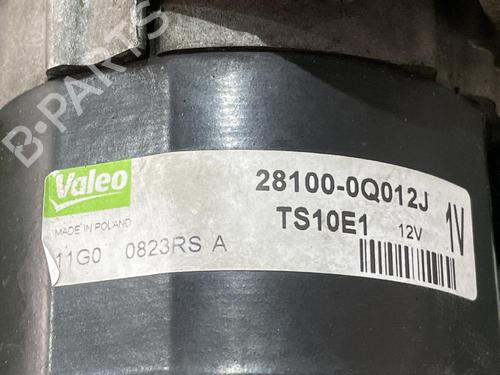 B-PARTS
Valeo
MADE IN POLAND
11G0 0823RS A
28100-0Q012J
TS10E1 12V
1V